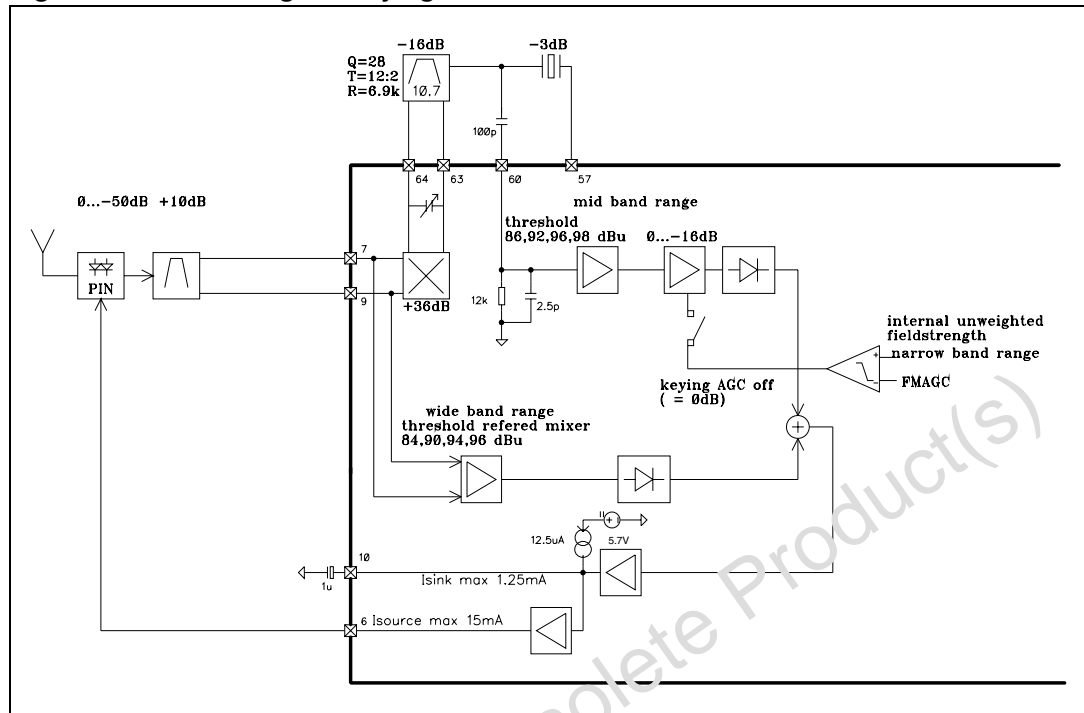 -16dB
-3dB
Q=28
T=12:2
R=6.9k
10.7
100p
64
63
60
57
0...-50dB +10dB
mid band range
threshold
86,92,96,98 dBu
0...-16dB
7
PIN
9
+36dB
12k
2.5p
internal unweighted
fieldstrength
+
narrow band range
-
FMAGC
keying AGC off
( = 0dB)
wide band range
threshold refered mixer
84,90,94,96 dBu
+
12.5uA
5.7V
10
1u
Isink max 1.25mA
6
Isource max 15mA
olete Product(s)